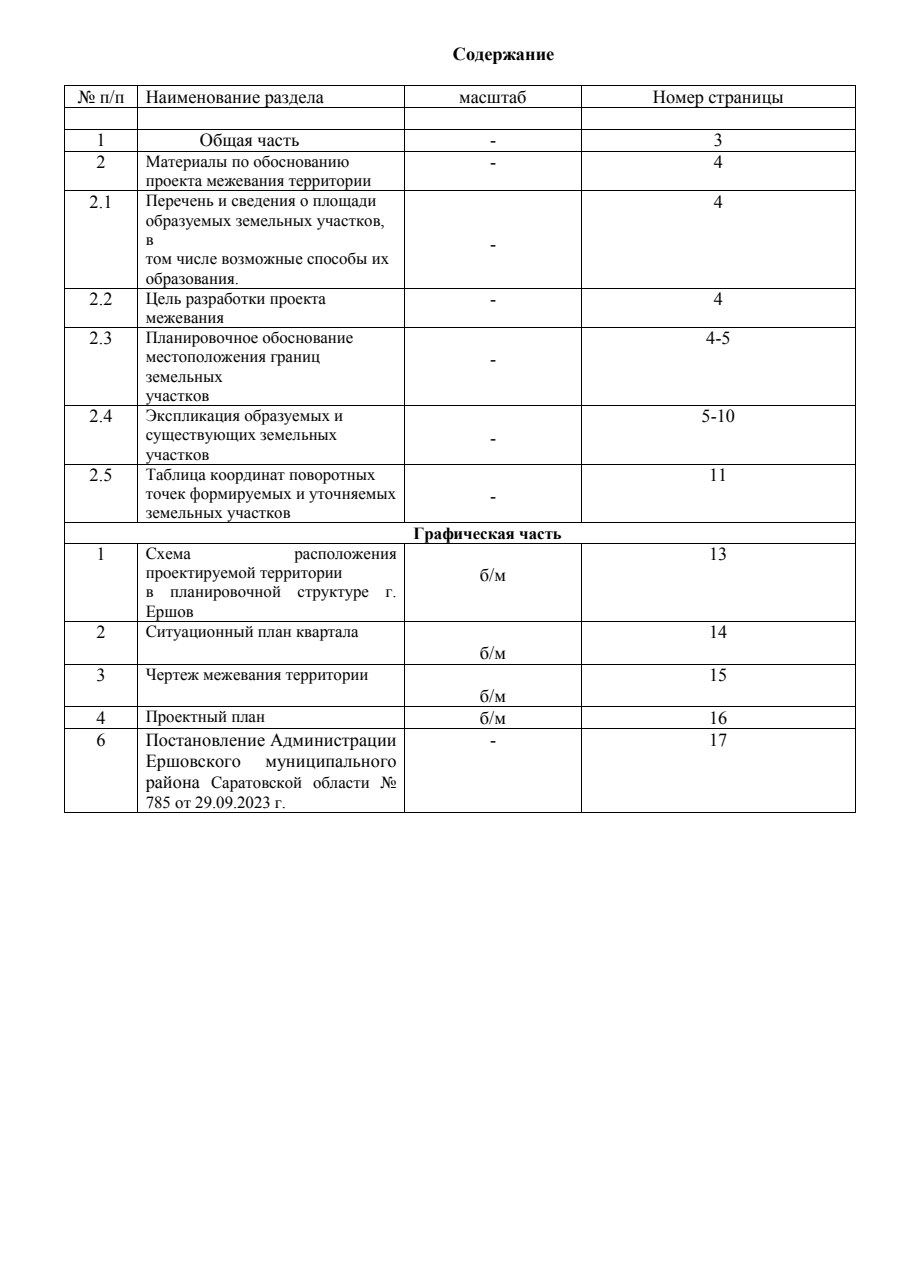 Содержание
№ п/п Наименование раздела масштаб Номер страницы
1 Общая часть - 3
2 Материалы по обоснованию - 4
проекта межевания территории
2.1 Перечень и сведения о площади 4
образуемых земельных участков,
в -
том числе возможные способы их
образования.
2.2 Цель разработки проекта - 4
межевания
2.3 Планировочное обоснование 4-5
местоположения границ -
земельных
участков
2.4 Экспликация образуемых и 5-10
существующих земельных -
участков
2.5 Таблица координат поворотных 11
точек формируемых и уточняемых -
земельных участков
Графическая часть
1 Схема расположения 13
проектируемой территории б/м
в планировочной структуре г.
Ершов
2 Ситуационный план квартала 14
б/м
3 Чертеж межевания территории 15
б/м
4 Проектный план б/м 16
6 Постановление Администрации - 17
Ершовского муниципального
района Саратовской области №
785 от 29.09.2023 г.